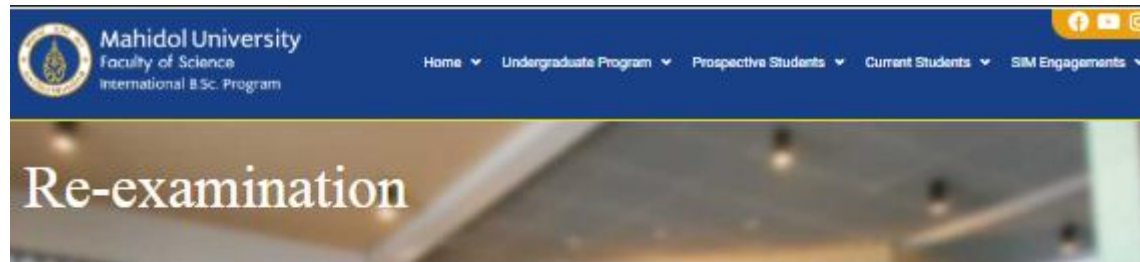 Mahidol University
Faculty of Science
International B.Sc. Program
Home Undergraduate Program Prospective Students Current Students SIM Engagements
Re-examination